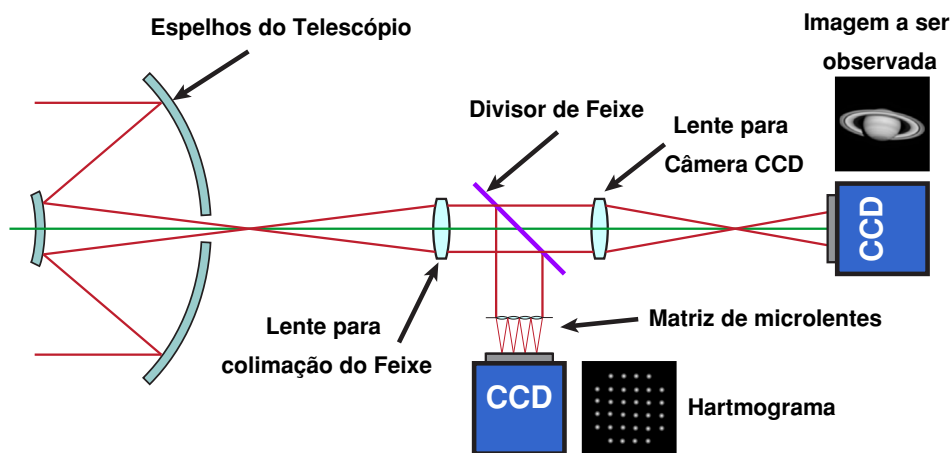 Espelhos do Telescópio
Imagem a ser
observada
Divisor de Feixe
Lente para
Câmera CCD
CCD
Lente para
colimação do Feixe
Matriz de microlentes
CCD
Hartmograma